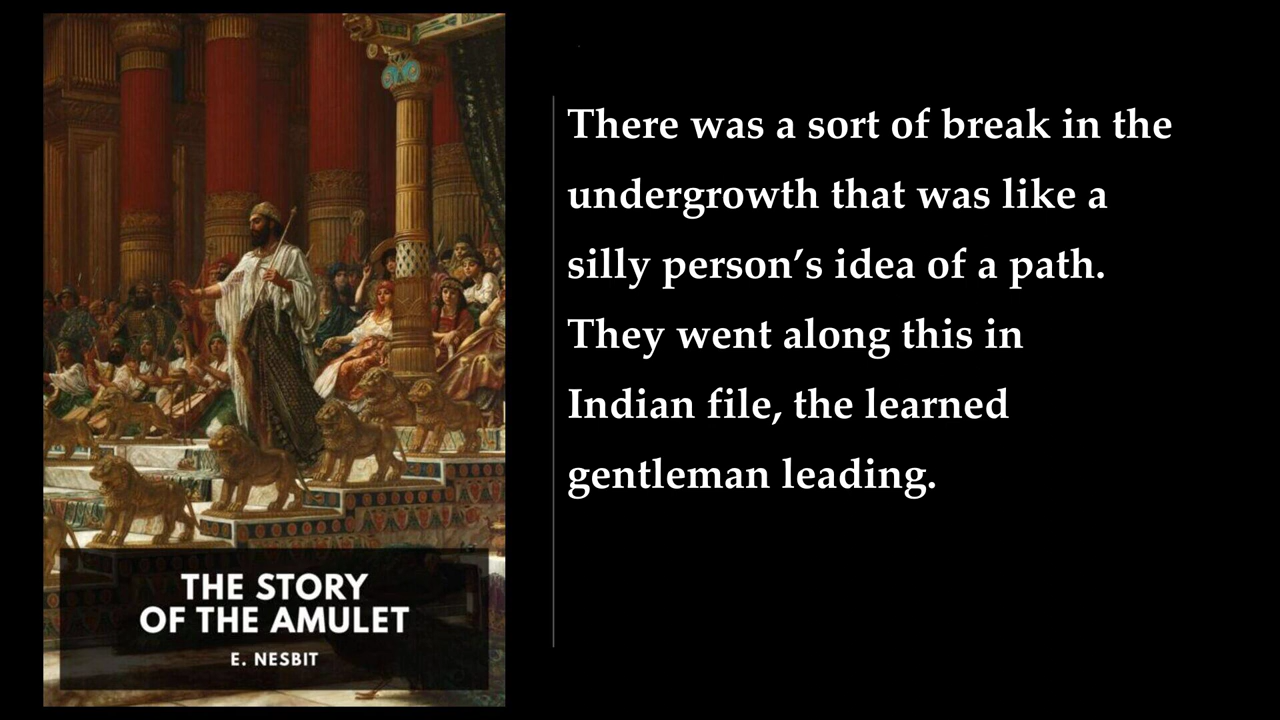 THE STORY
OF THE AMULET
E. NESBIT
There was a sort of break in the
undergrowth that was like a
silly person’s idea of a path.
They went along this in
Indian file, the learned
gentleman leading.